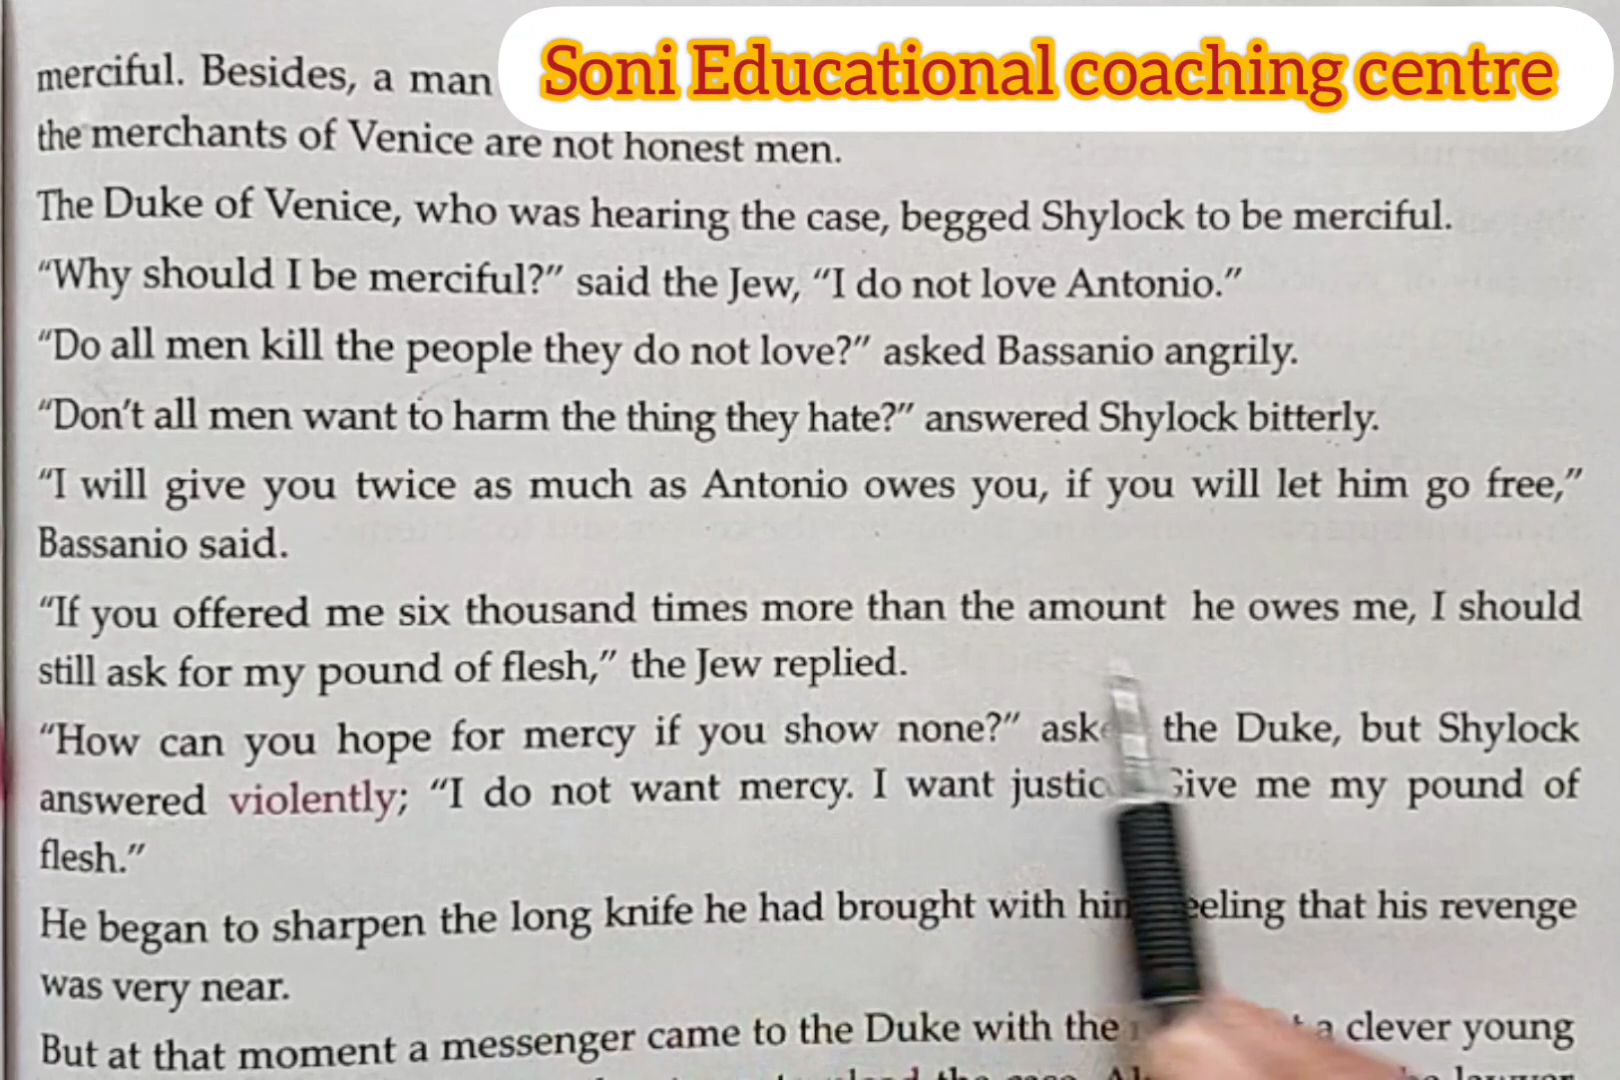 Soni Educational coaching centre
merciful. Besides, a man
the merchants of Venice are not honest men.
The Duke of Venice, who was hearing the case, begged Shylock to be merciful.
“Why should I be merciful?” said the Jew, “I do not love Antonio.”
“Do all men kill the people they do not love?” asked Bassanio angrily.
“Don’t all men want to harm the thing they hate?” answered Shylock bitterly.
“I will give you twice as much as Antonio owes you, if you will let him go free,”
Bassanio said.
“If you offered me six thousand times more than the amount he owes me, I should
still ask for my pound of flesh,” the Jew replied.
“How can you hope for mercy if you show none?” the Duke, but Shylock
answered violently; “I do not want mercy. I want me my pound of
flesh.”
He began to sharpen the long knife he had brought with that his revenge
was very near.
But at that moment a messenger came to the Duke with the a clever young